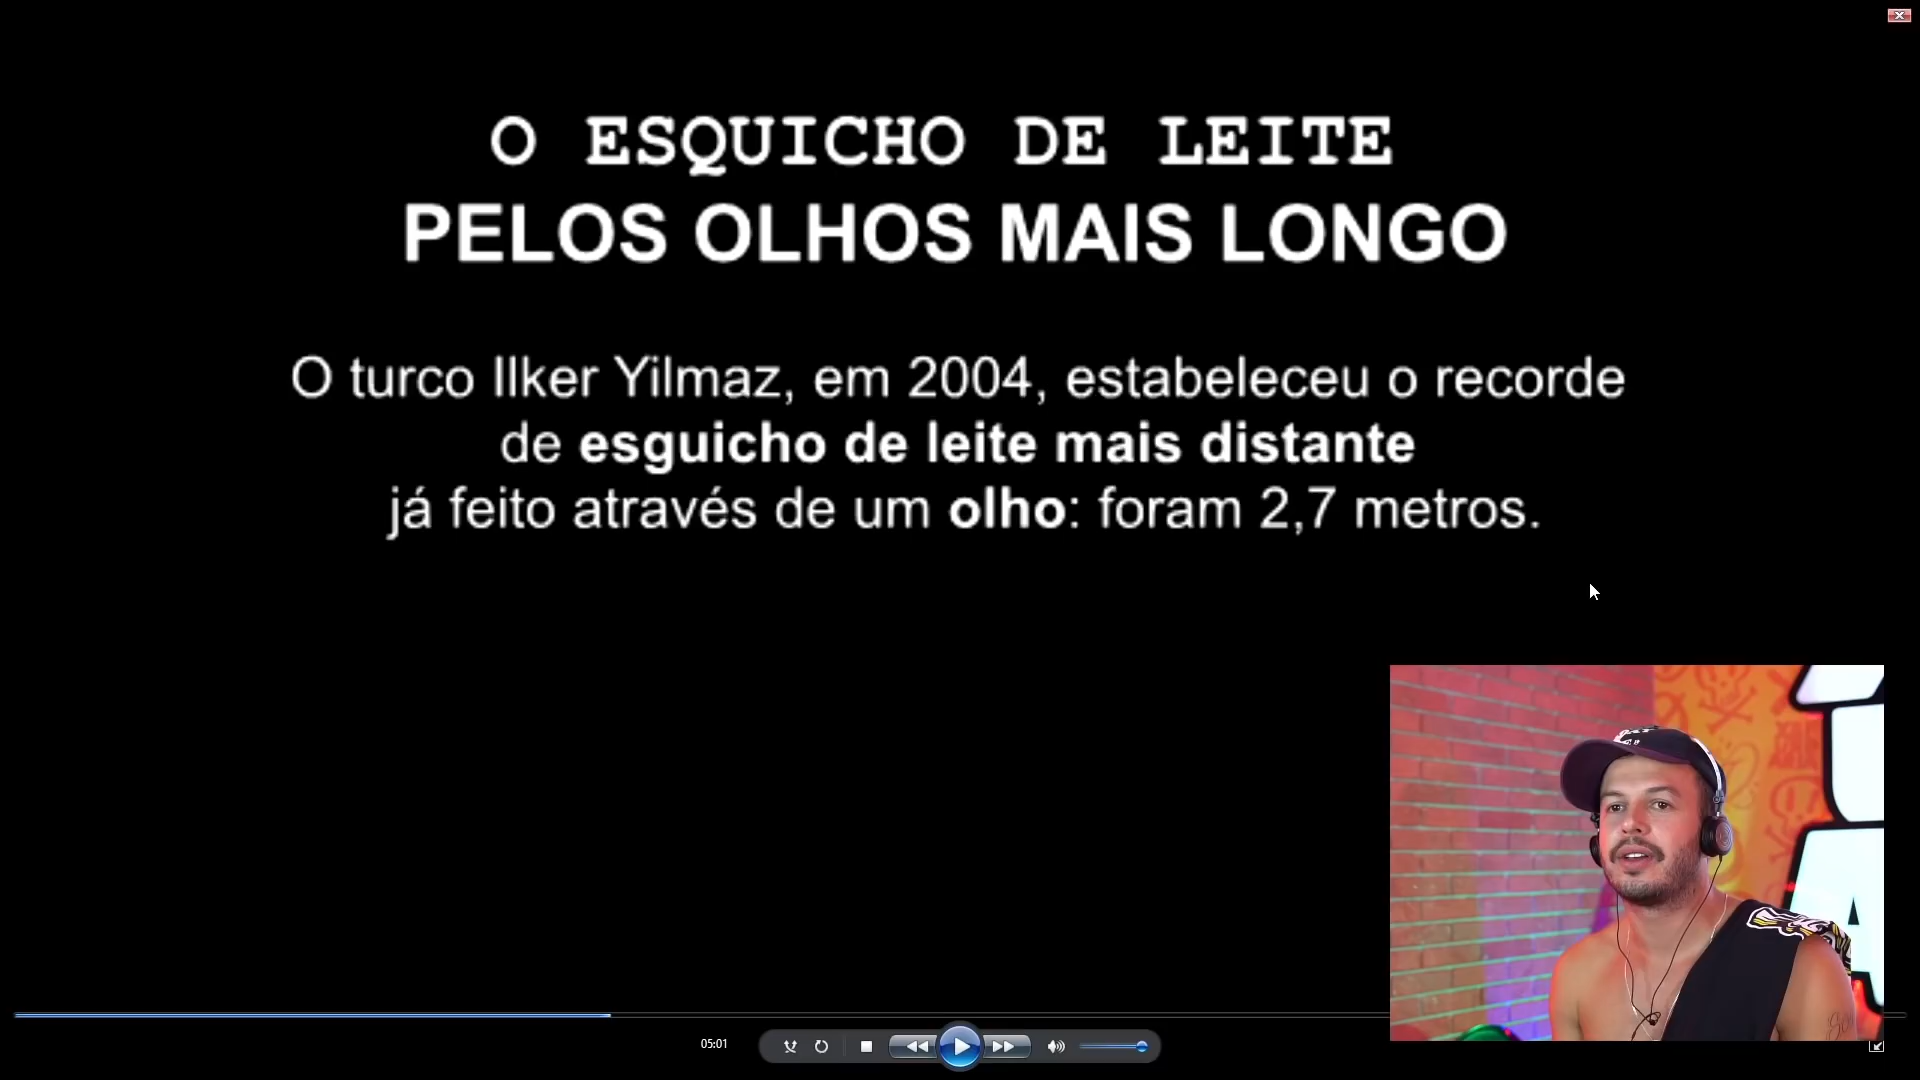 O ESQUICHO DE LEITE
PELOS OLHOS MAIS LONGO
O turco Ilker Yilmaz, em 2004, estabeleceu o recorde
de esguicho de leite mais distante
já feito através de um olho: foram 2,7 metros.
05:01